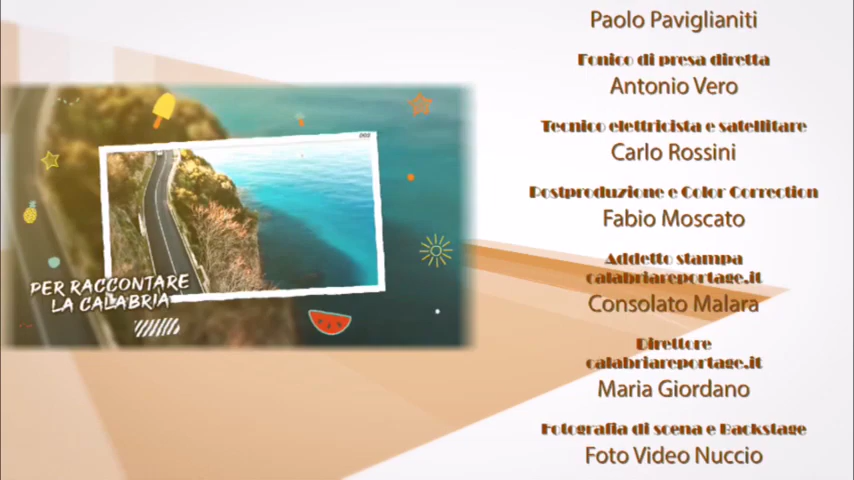 Paolo Paviglianiti
Fonico di presa diretta
Antonio Vero
Tecnico elettricista e satellitare
Carlo Rossini
Postproduzione e Color Correction
Fabio Moscato
Addetto stampa
calabriareportage.it
Consolato Malara
Direttore
calabriareportage.it
Maria Giordano
Fotografia di scena e Backstage
Foto Video Nuccio
PER RACCONTARE
LA CALABRIA